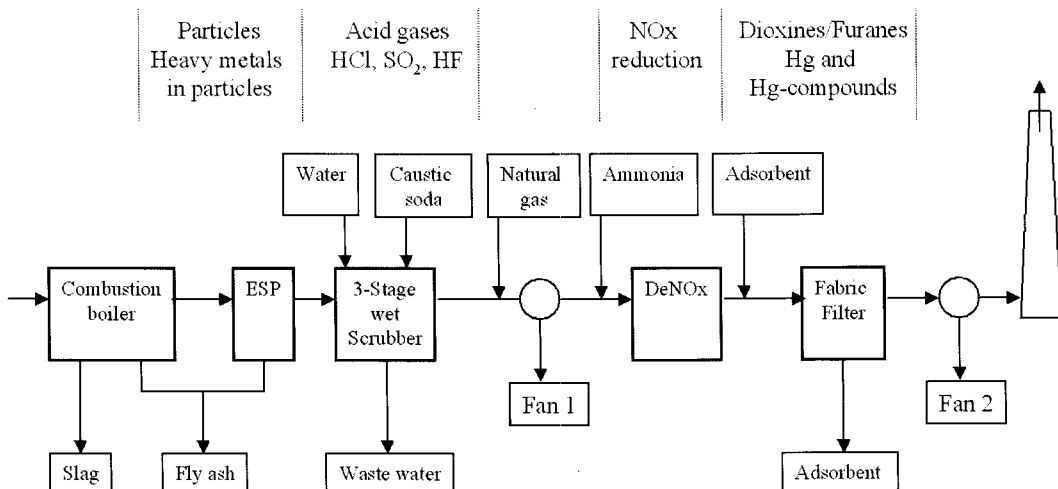 Particles
Heavy metals
in particles
Acid gases
HCl, SO₂, HF
NOx
reduction
Dioxines/Furanes
Hg and
Hg-compounds
Water
Caustic
soda
Natural
gas
Ammonia
Adsorbent
Combustion
boiler
ESP
3-Stage
wet
Scrubber
DeNOx
Fabric
Filter
Fan 1
Fan 2
Slag
Fly ash
Waste water
Adsorbent